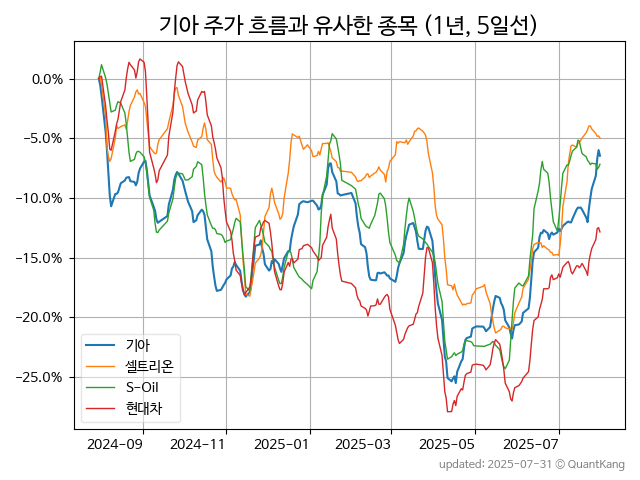 기아 주가 흐름과 유사한 종목 (1년, 5일선)
0.0%
-5.0%
-10.0%
-15.0%
-20.0%
-25.0%
기아
셀트리온
S-Oil
현대차
2024-09 2024-11 2025-01 2025-03 2025-05 2025-07
updated: 2025-07-31 © QuantKang